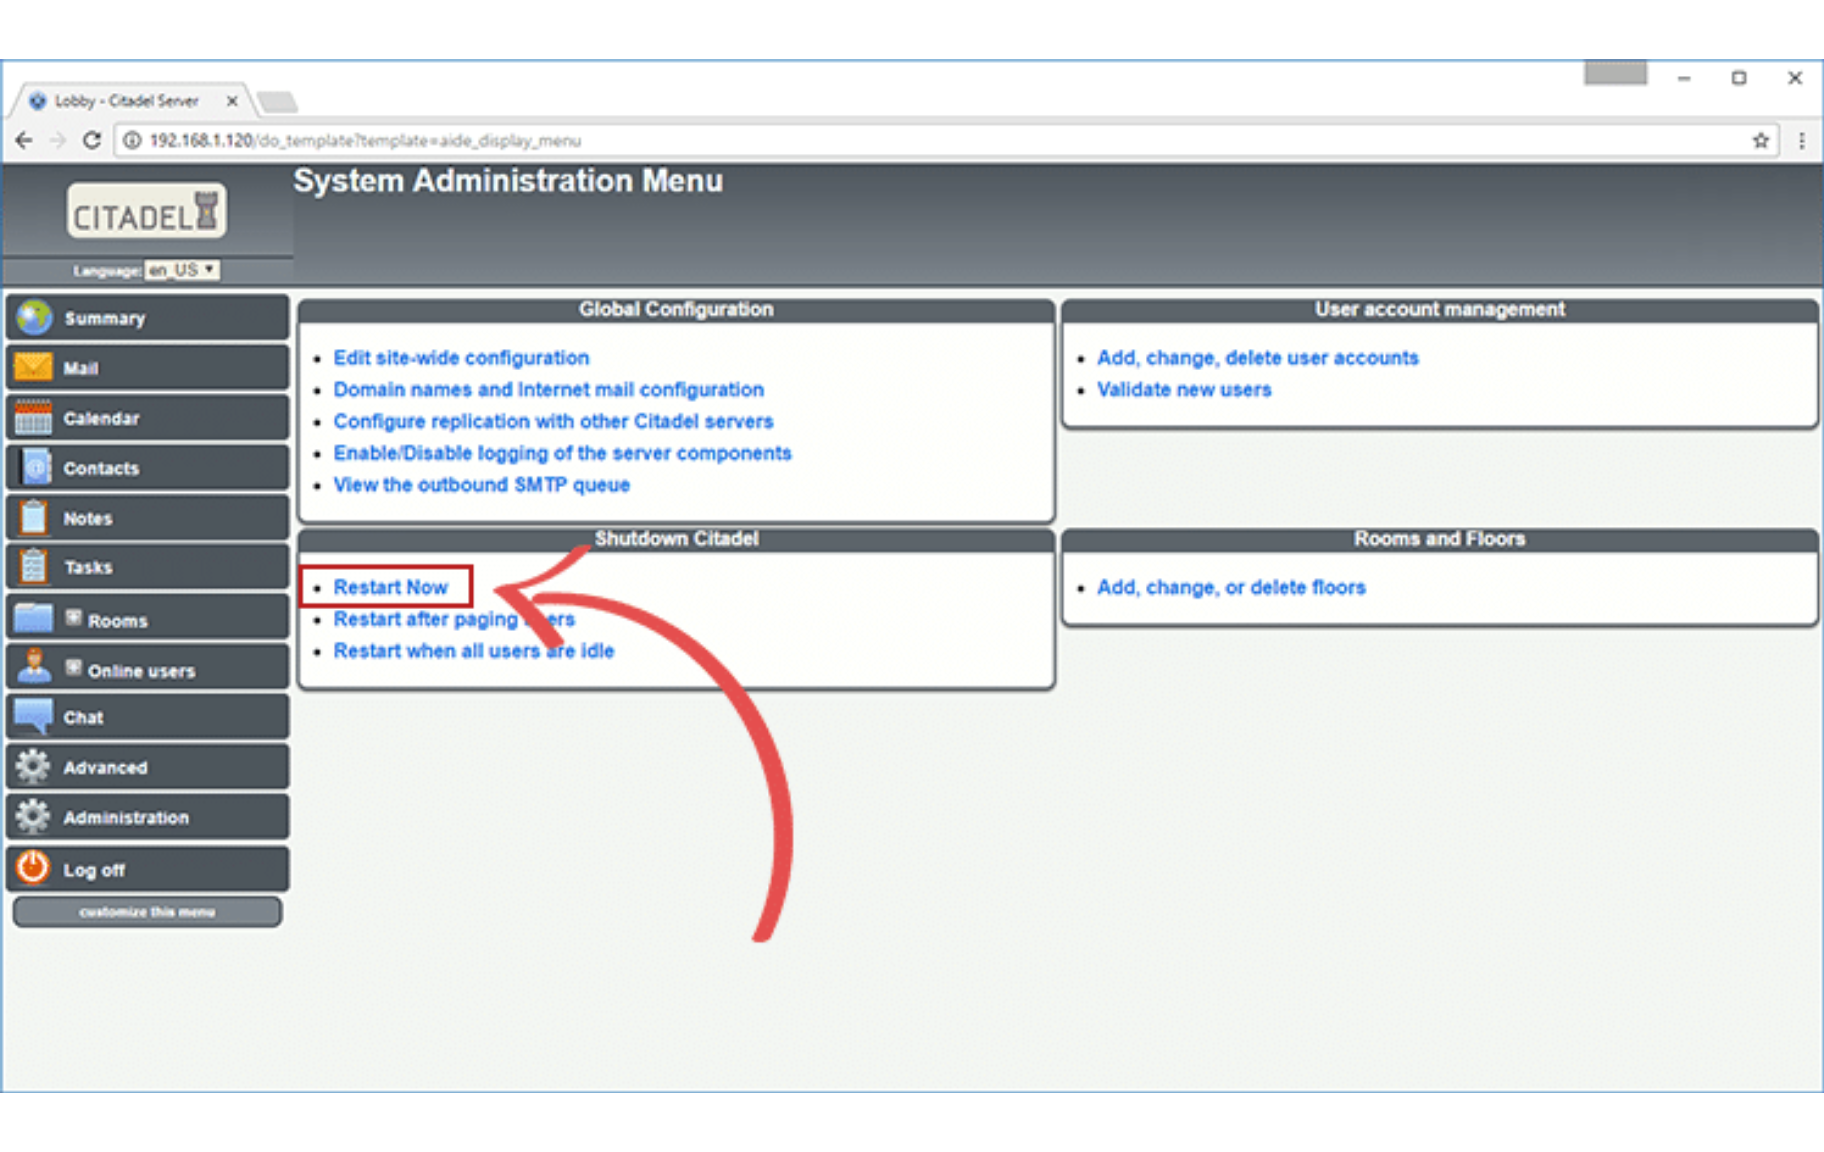 Lobby - Citadel Server
192.168.1.120/do_template?template=aide_display_menu
CITADEL
System Administration Menu
Language: en_US
Summary
Mail
Calendar
Contacts
Notes
Tasks
Rooms
Online users
Chat
Advanced
Administration
Log off
customize this menu
Global Configuration
Edit site-wide configuration
Domain names and Internet mail configuration
Configure replication with other Citadel servers
Enable/Disable logging of the server components
View the outbound SMTP queue
User account management
Add, change, delete user accounts
Validate new users
Shutdown Citadel
Restart Now
Restart after paging users
Restart when all users are idle
Rooms and Floors
Add, change, or delete floors